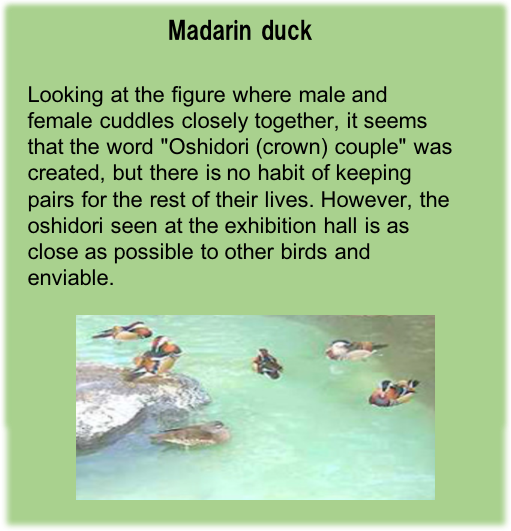 Madarin duck
Looking at the figure where male and
female cuddles closely together, it seems
that the word "Oshidori (crown) couple" was
created, but there is no habit of keeping
pairs for the rest of their lives. However, the
oshidori seen at the exhibition hall is as
close as possible to other birds and
enviable.